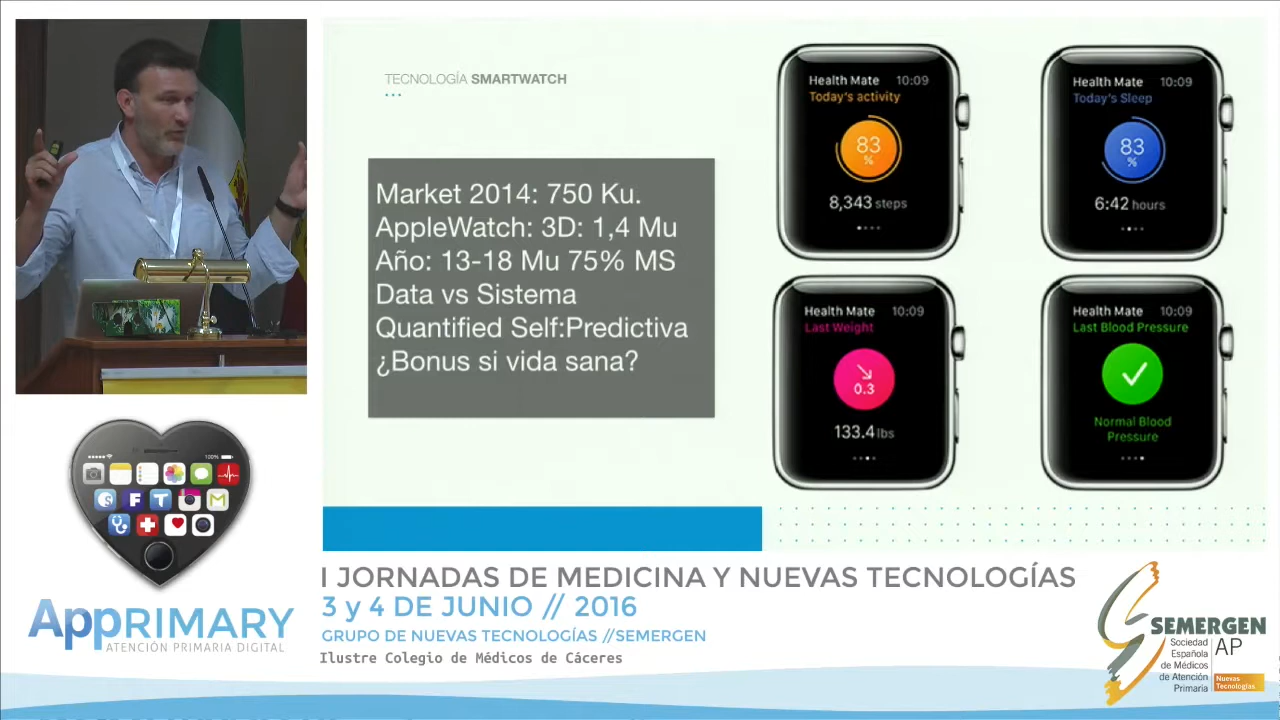 TECNOLOGÍA SMARTWATCH
Market 2014: 750 Ku.
AppleWatch: 3D: 1,4 Mu
Año: 13-18 Mu 75% MS
Data vs Sistema
Quantified Self:Predictiva
¿Bonus si vida sana?
Health Mate 10:09
Today's activity
83
%
8,343 steps
Health Mate 10:09
Today's Sleep
83
%
6:42 hours
Health Mate 10:09
Last Weight
0.3
133.4 lbs
Health Mate 10:09
Last Blood Pressure
Normal Blood
Pressure
100%
F T M
AppRIMARY
ATENCIÓN PRIMARIA DIGITAL
I JORNADAS DE MEDICINA Y NUEVAS TECNOLOGÍAS
3 y 4 DE JUNIO // 2016
GRUPO DE NUEVAS TECNOLOGÍAS //SEMERGEN
Ilustre Colegio de Médicos de Cáceres
SEMERGEN
Sociedad
Española
de Médicos
de Atención
Primaria
AP
Nuevas
Tecnologías